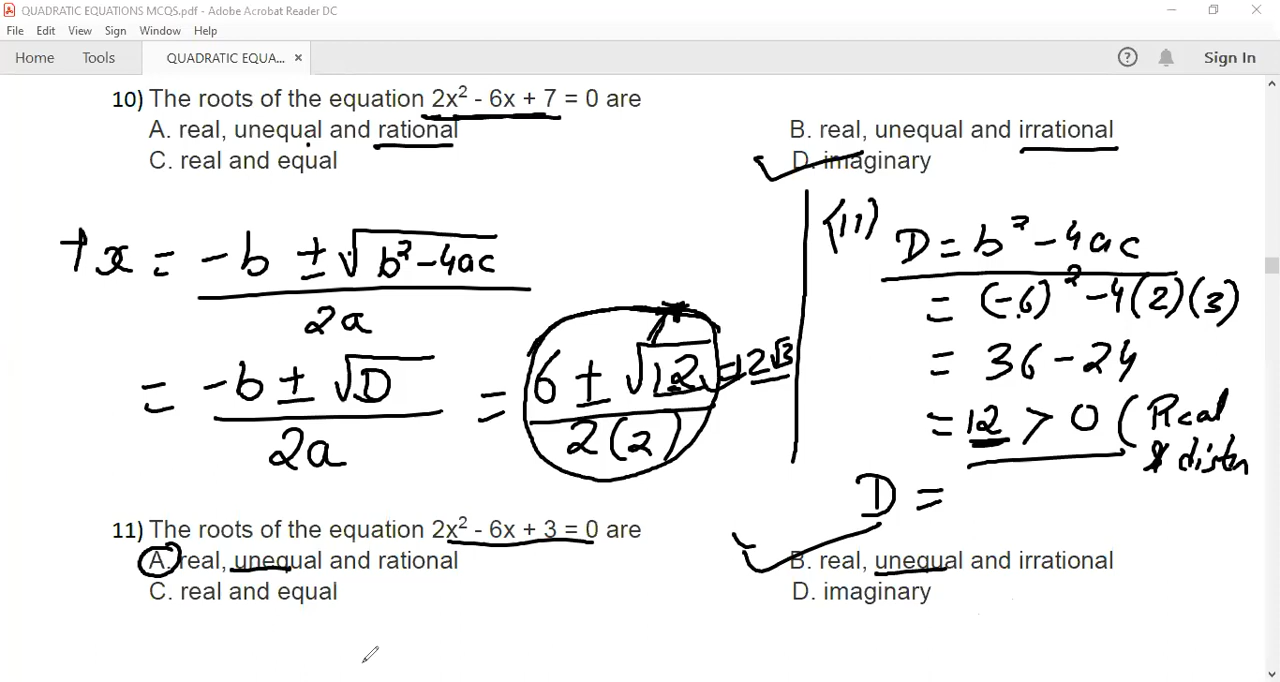 QUADRATIC EQUATIONS MCQS.pdf - Adobe Acrobat Reader DC
File Edit View Sign Window Help
Home Tools QUADRATIC EQUA... × Sign In
10) The roots of the equation 2x² - 6x + 7 = 0 are
A. real, unequal and rational B. real, unequal and irrational
C. real and equal D. imaginary
x = -b ± √(b² - 4ac) / 2a
= -b ± √D / 2a = 6 ± √12 / 2(2) = 2√3
(11) D = b² - 4ac
= (-6)² - 4(2)(3)
= 36 - 24
= 12 > 0 (Real
&
D =
11) The roots of the equation 2x² - 6x + 3 = 0 are
A. real, unequal and rational B. real, unequal and irrational
C. real and equal D. imaginary